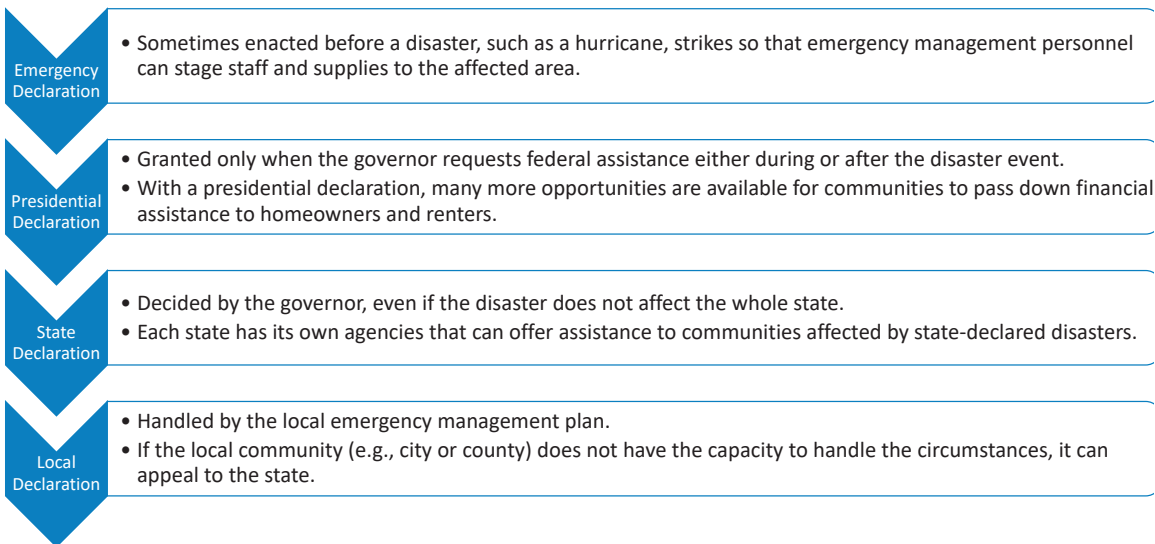 Emergency
Declaration
• Sometimes enacted before a disaster, such as a hurricane, strikes so that emergency management personnel
can stage staff and supplies to the affected area.
Presidential
Declaration
• Granted only when the governor requests federal assistance either during or after the disaster event.
• With a presidential declaration, many more opportunities are available for communities to pass down financial
assistance to homeowners and renters.
State
Declaration
• Decided by the governor, even if the disaster does not affect the whole state.
• Each state has its own agencies that can offer assistance to communities affected by state-declared disasters.
Local
Declaration
• Handled by the local emergency management plan.
• If the local community (e.g., city or county) does not have the capacity to handle the circumstances, it can
appeal to the state.